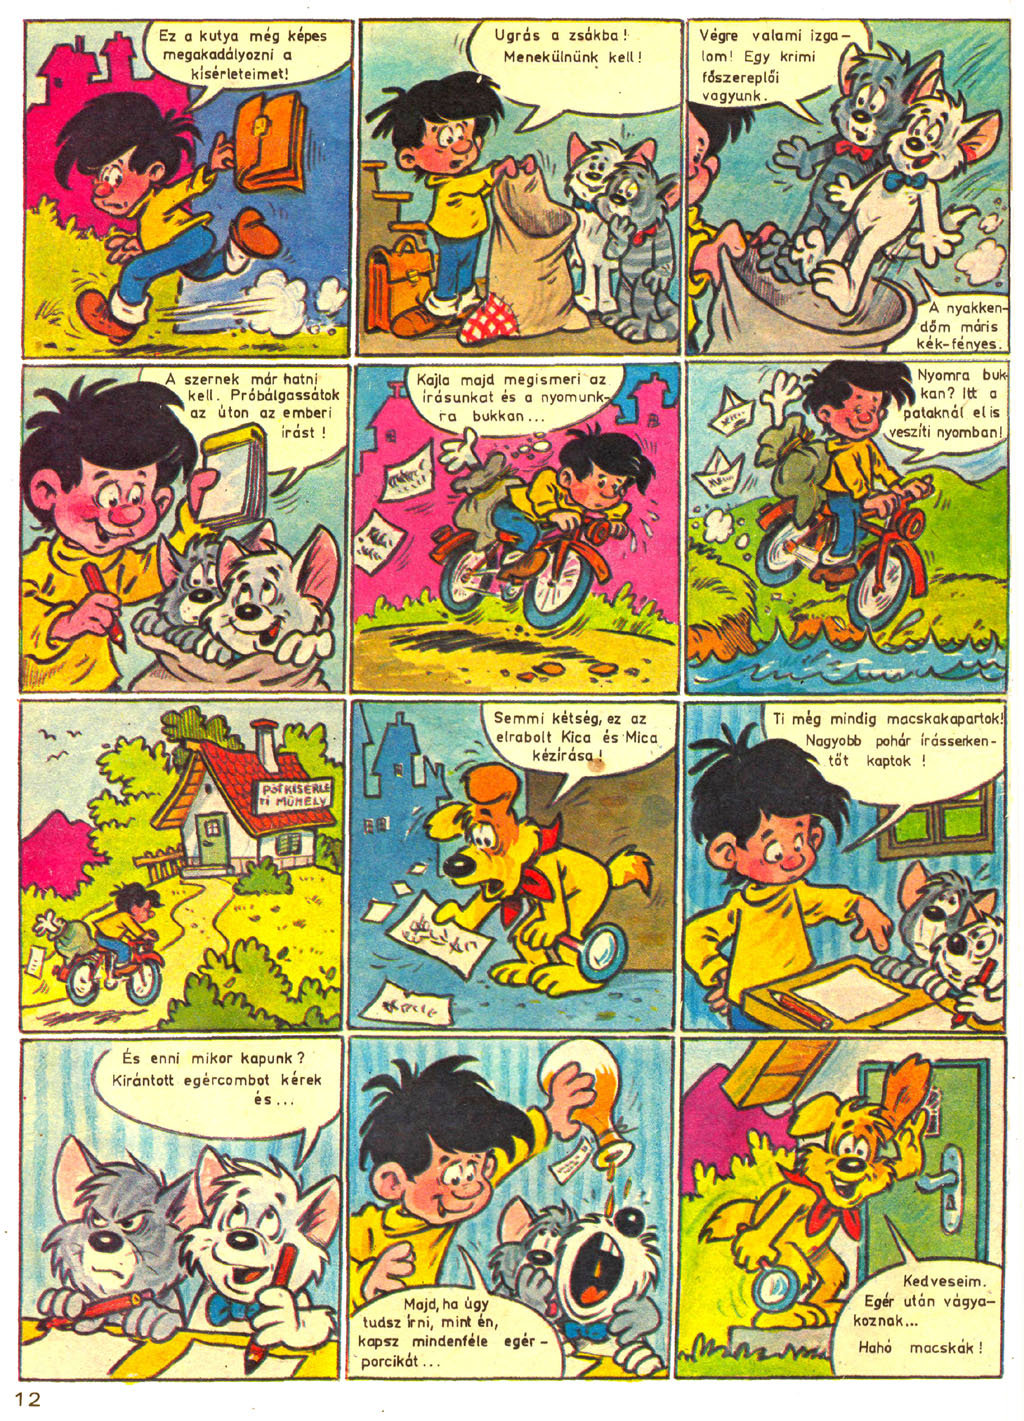 Ez a kutya még képes
megakadályozni a
kísérleteimet!
Ugrás a zsákba!
Menekülnünk kell!
Végre valami izga-
lom! Egy krimi
főszereplői
vagyunk.
A nyakken-
dőm máris
kék-fényes.
A szernek már hatni
kell. Próbálgassátok
az úton az emberi
írást!
Kajla majd megismeri az
írásunkat és a nyomunk-
ra bukkan...
Nyomra buk-
kan? Itt a
pataknál el is
veszíti nyomban!
PÓTKISÉRLE
TI MŰHELY
Semmi kétség, ez az
elrabolt Kica és Mica
kézírása!
Ti még mindig macskakapartok!
Nagyobb pohár írásserken-
tőt kaptok!
És enni mikor kapunk?
Kirántott egércombot kérek
és...
Majd, ha úgy
tudsz írni, mint én,
kapsz mindenféle egér-
porcikát...
Kedveseim.
Egér után vágya-
koznak...
Hahó macskák!
12